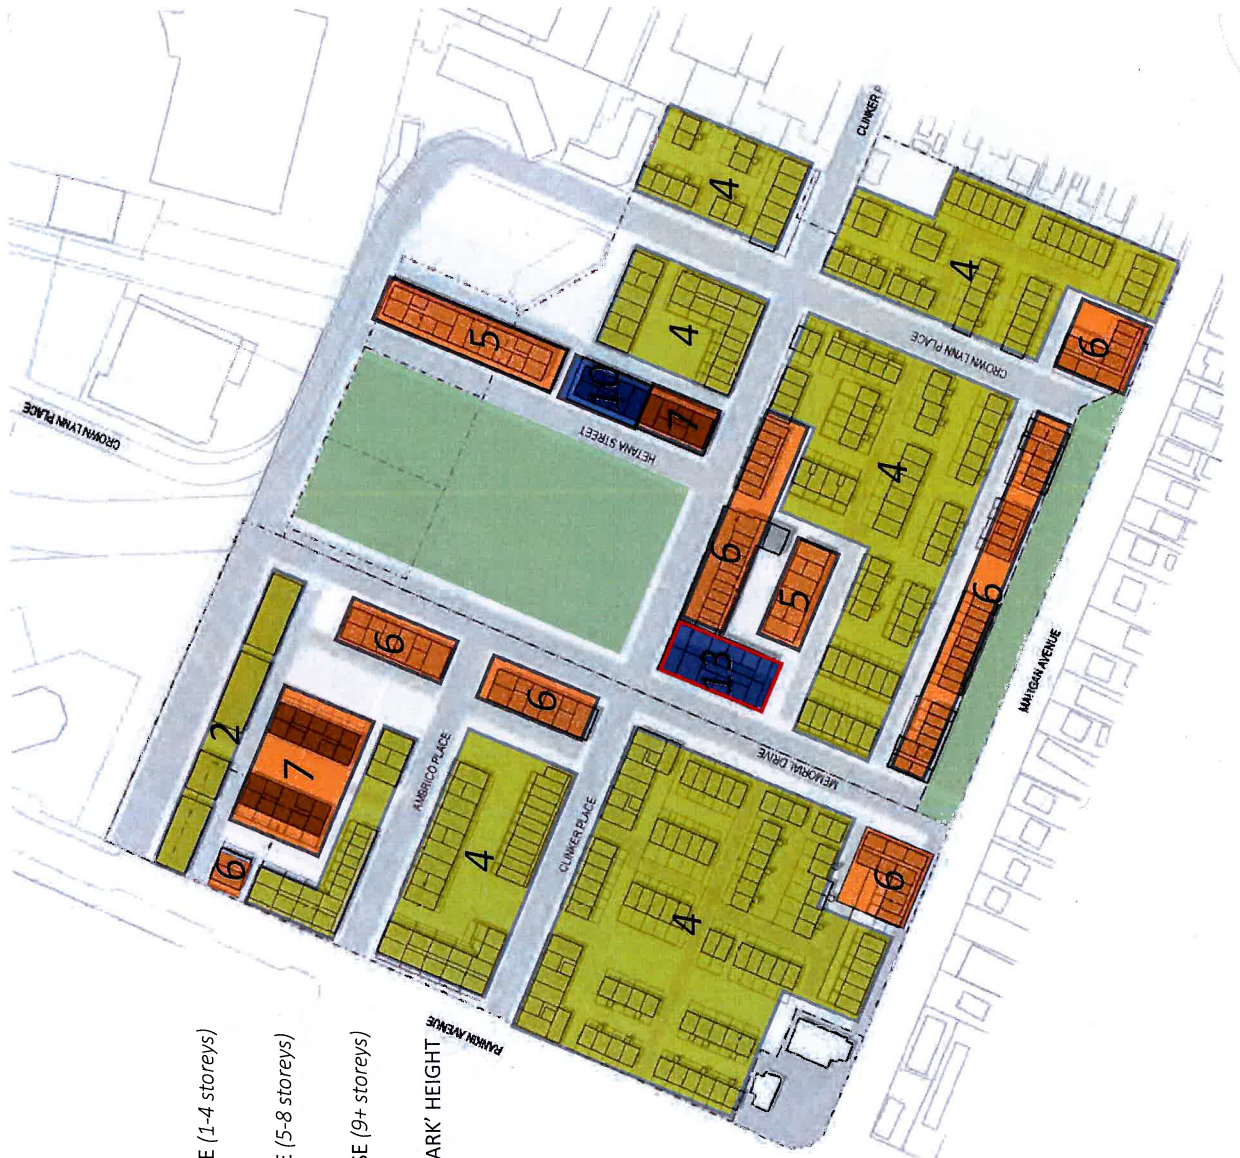 CROWN LYNN PLACE
CLINKER P
4
5
4
10
7
HETANA STREET
4
CROWN LYNN PLACE
6
4
6
5
6
13
6
6
MARGAN AVENUE
2
7
6
AMBRICO PLACE
MEMORIAL DRIVE
CLINKER PLACE
4
4
6
RANKIN AVENUE
E (1-4 storeys)
E (5-8 storeys)
SE (9+ storeys)
ARK' HEIGHT